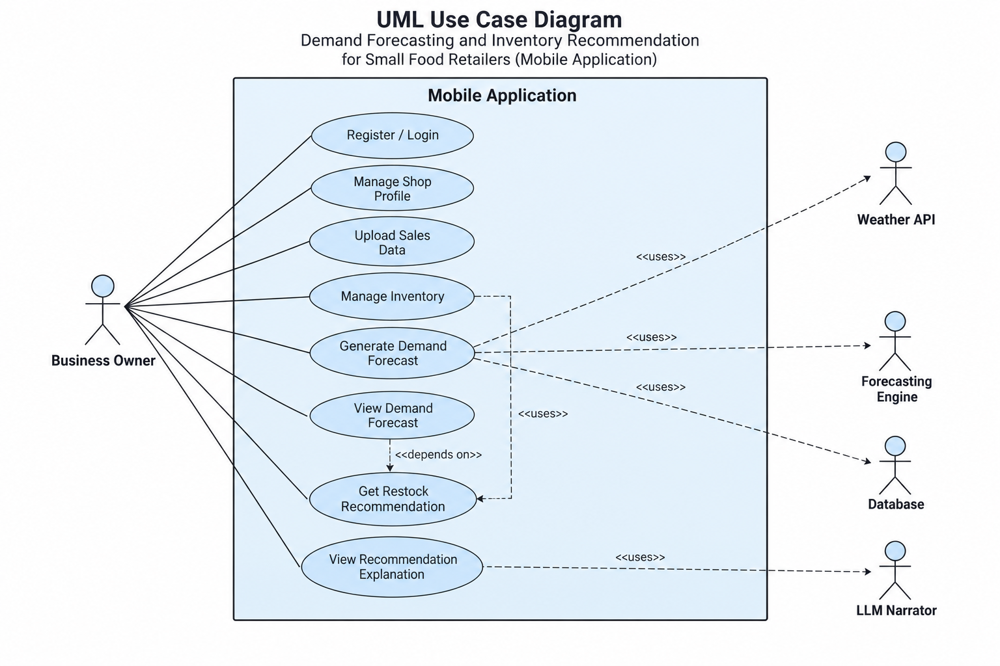 UML Use Case Diagram
Demand Forecasting and Inventory Recommendation
for Small Food Retailers (Mobile Application)
Mobile Application
Register / Login
Manage Shop
Profile
Upload Sales
Data
Manage Inventory
Generate Demand
Forecast
View Demand
Forecast
<<depends on>>
Get Restock
Recommendation
View Recommendation
Explanation
Business Owner
<<uses>>
<<uses>>
<<uses>>
<<uses>>
<<uses>>
Weather API
Forecasting
Engine
Database
LLM Narrator